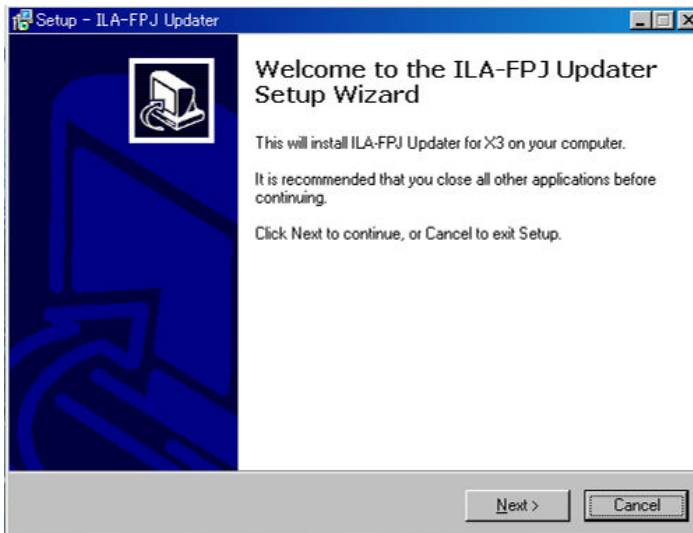 Setup - ILA-FPJ Updater
Welcome to the ILA-FPJ Updater
Setup Wizard
This will install ILA-FPJ Updater for X3 on your computer.
It is recommended that you close all other applications before
continuing.
Click Next to continue, or Cancel to exit Setup.
Next >
Cancel